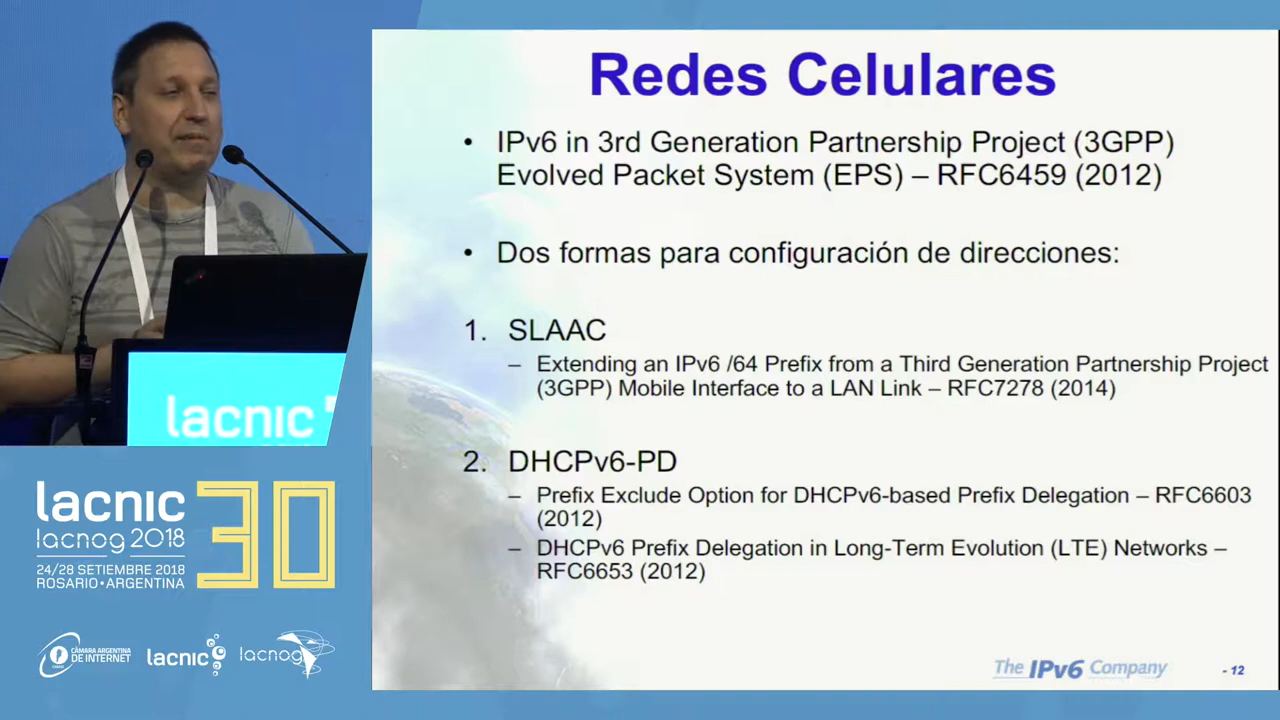 Redes Celulares
• IPv6 in 3rd Generation Partnership Project (3GPP)
Evolved Packet System (EPS) – RFC6459 (2012)
• Dos formas para configuración de direcciones:
1. SLAAC
– Extending an IPv6 /64 Prefix from a Third Generation Partnership Project
(3GPP) Mobile Interface to a LAN Link – RFC7278 (2014)
2. DHCPv6-PD
– Prefix Exclude Option for DHCPv6-based Prefix Delegation – RFC6603
(2012)
– DHCPv6 Prefix Delegation in Long-Term Evolution (LTE) Networks –
RFC6653 (2012)
The IPv6 Company
- 12
lacnic
lacnic 30
lacnog 2018
24/28 SETIEMBRE 2018
ROSARIO•ARGENTINA
CÁMARA ARGENTINA
DE INTERNET
lacnic
lacnog